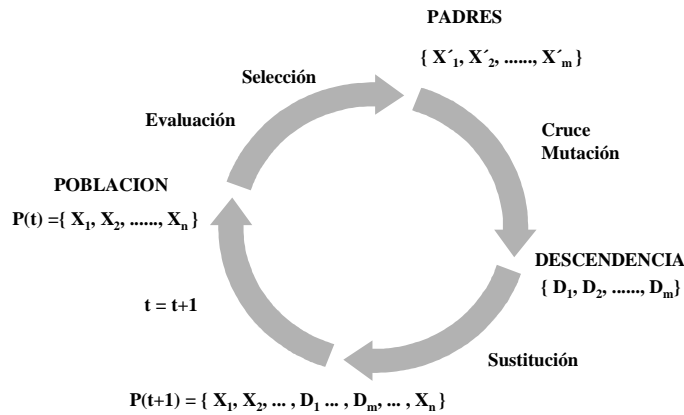 PADRES
{ X´1, X´2, ......, X´m }
Selección
Evaluación
Cruce
Mutación
POBLACION
P(t) ={ X1, X2, ......, Xn }
DESCENDENCIA
{ D1, D2, ......, Dm}
t = t+1
Sustitución
P(t+1) = { X1, X2, ... , D1 ... , Dm, ... , Xn }